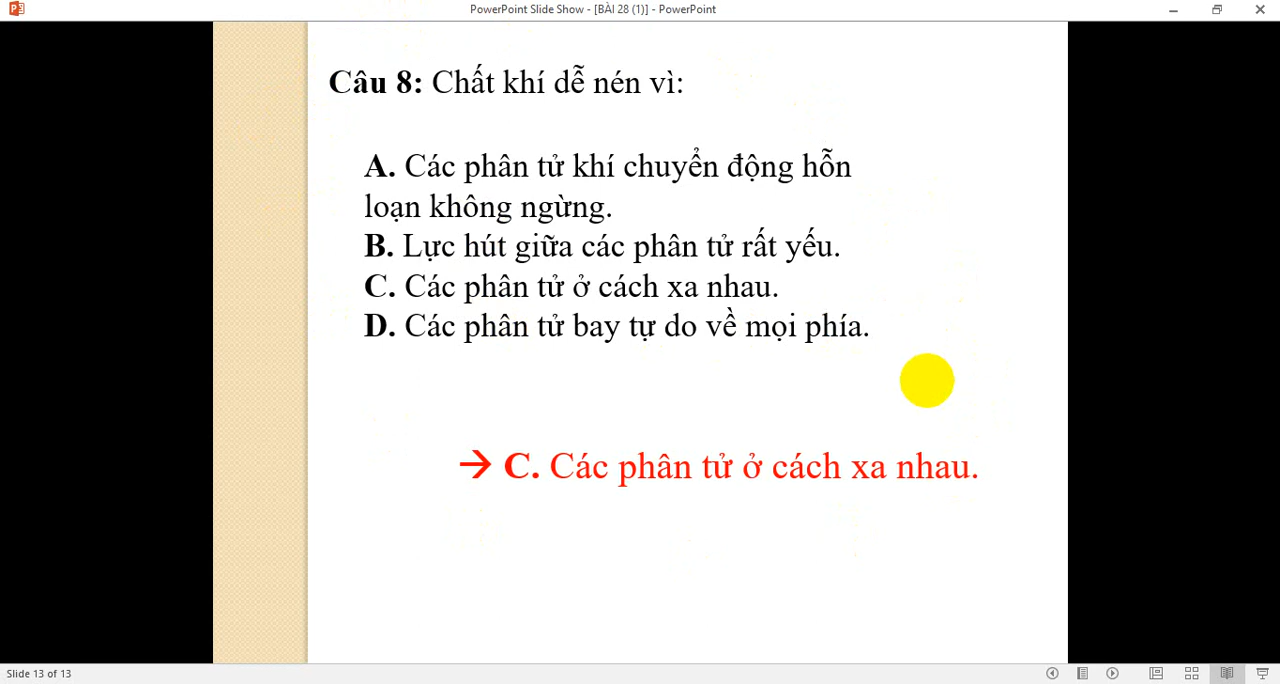 PowerPoint Slide Show - [BÀI 28 (1)] - PowerPoint
Câu 8: Chất khí dễ nén vì:
A. Các phân tử khí chuyển động hỗn
loạn không ngừng.
B. Lực hút giữa các phân tử rất yếu.
C. Các phân tử ở cách xa nhau.
D. Các phân tử bay tự do về mọi phía.
→ C. Các phân tử ở cách xa nhau.
Slide 13 of 13